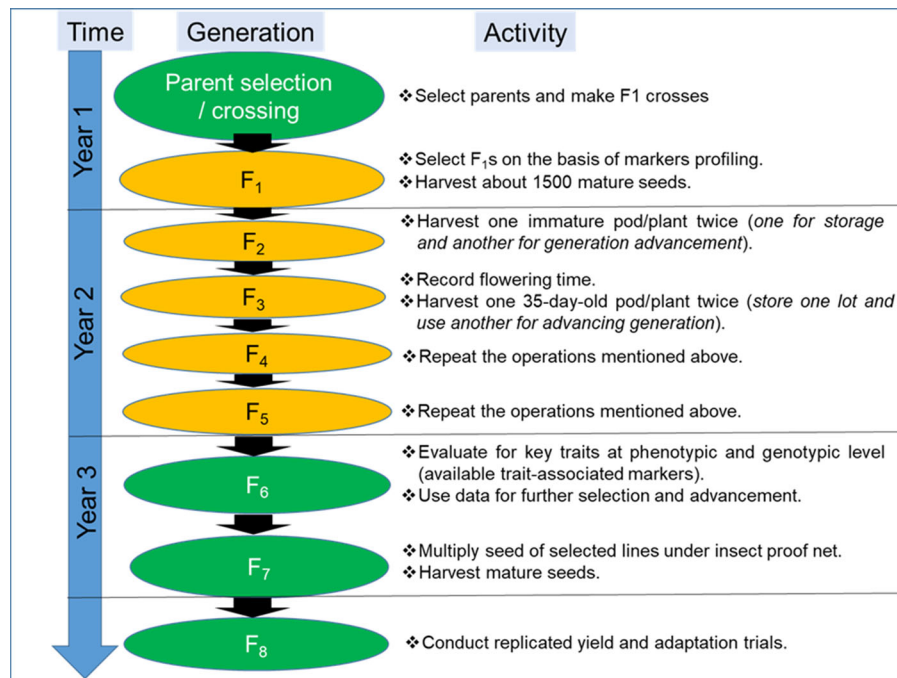 Time Generation Activity
Year 1
Parent selection
/ crossing
❖Select parents and make F1 crosses
F₁
❖Select F₁s on the basis of markers profiling.
❖Harvest about 1500 mature seeds.
Year 2
F₂
❖Harvest one immature pod/plant twice (one for storage
and another for generation advancement).
F₃
❖Record flowering time.
❖Harvest one 35-day-old pod/plant twice (store one lot and
use another for advancing generation).
F₄
❖Repeat the operations mentioned above.
F₅
❖Repeat the operations mentioned above.
Year 3
F₆
❖Evaluate for key traits at phenotypic and genotypic level
(available trait-associated markers).
❖Use data for further selection and advancement.
F₇
❖Multiply seed of selected lines under insect proof net.
❖Harvest mature seeds.
F₈
❖Conduct replicated yield and adaptation trials.